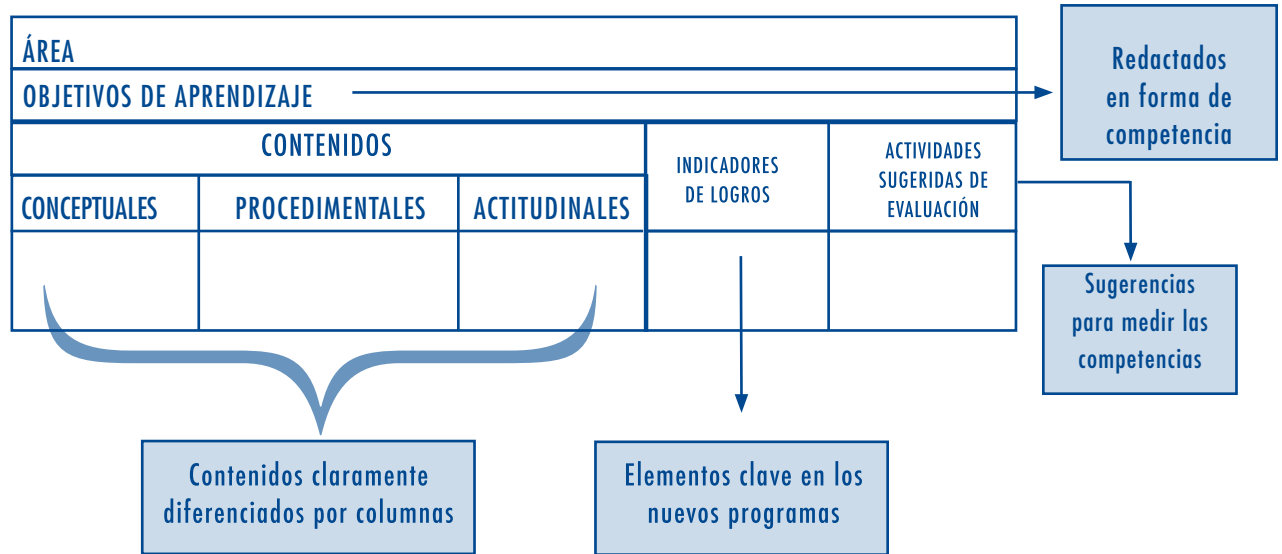 ÁREA
OBJETIVOS DE APRENDIZAJE
Redactados
en forma de
competencia
CONTENIDOS
INDICADORES
DE LOGROS
ACTIVIDADES
SUGERIDAS DE
EVALUACIÓN
CONCEPTUALES
PROCEDIMENTALES
ACTITUDINALES
Sugerencias
para medir las
competencias
Contenidos claramente
diferenciados por columnas
Elementos clave en los
nuevos programas